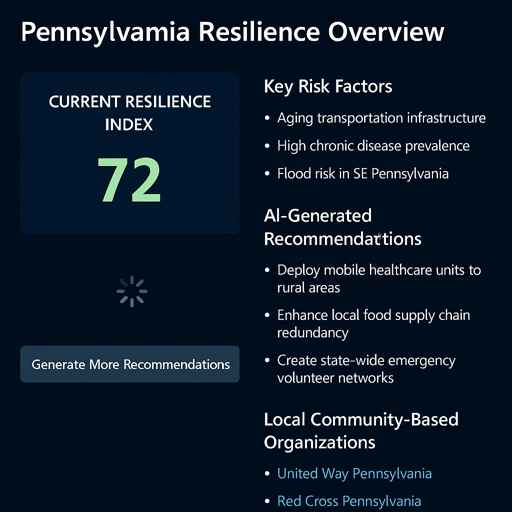 Pennsylvamia Resilience Overview
CURRENT RESILIENCE
INDEX
72
Generate More Recommendations
Key Risk Factors
• Aging transportation infrastructure
• High chronic disease prevalence
• Flood risk in SE Pennsylvania
AI-Generated
Recommendations
• Deploy mobile healthcare units to
rural areas
• Enhance local food supply chain
redundancy
• Create state-wide emergency
volunteer networks
Local Community-Based
Organizations
• United Way Pennsylvania
• Red Cross Pennsylvania